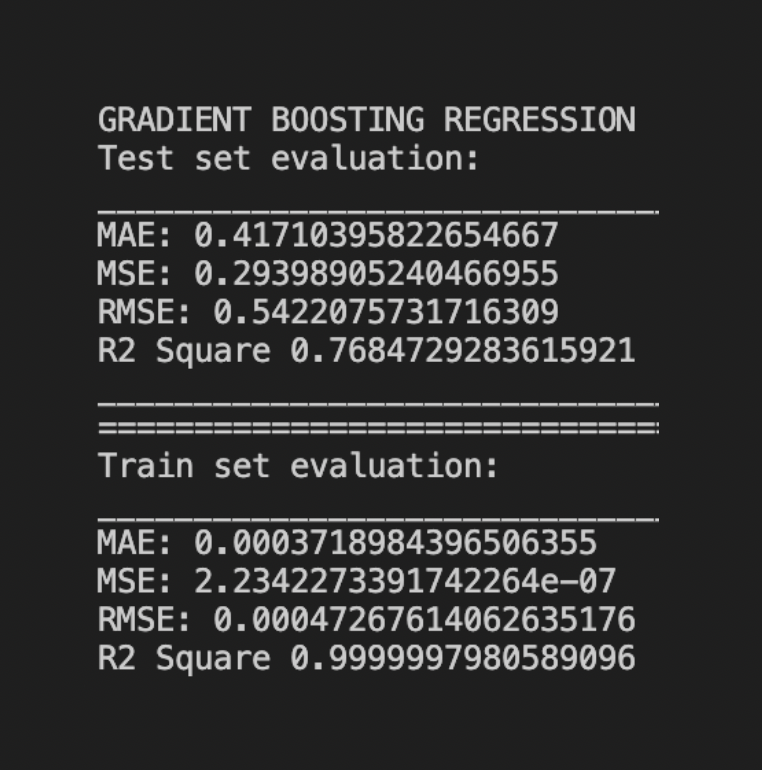 GRADIENT BOOSTING REGRESSION
Test set evaluation:
_____________________________
MAE: 0.41710395822654667
MSE: 0.29398905240466955
RMSE: 0.5422075731716309
R2 Square 0.7684729283615921
_____________________________
=============================
Train set evaluation:
_____________________________
MAE: 0.0003718984396506355
MSE: 2.2342273391742264e-07
RMSE: 0.00047267614062635176
R2 Square 0.9999997980589096